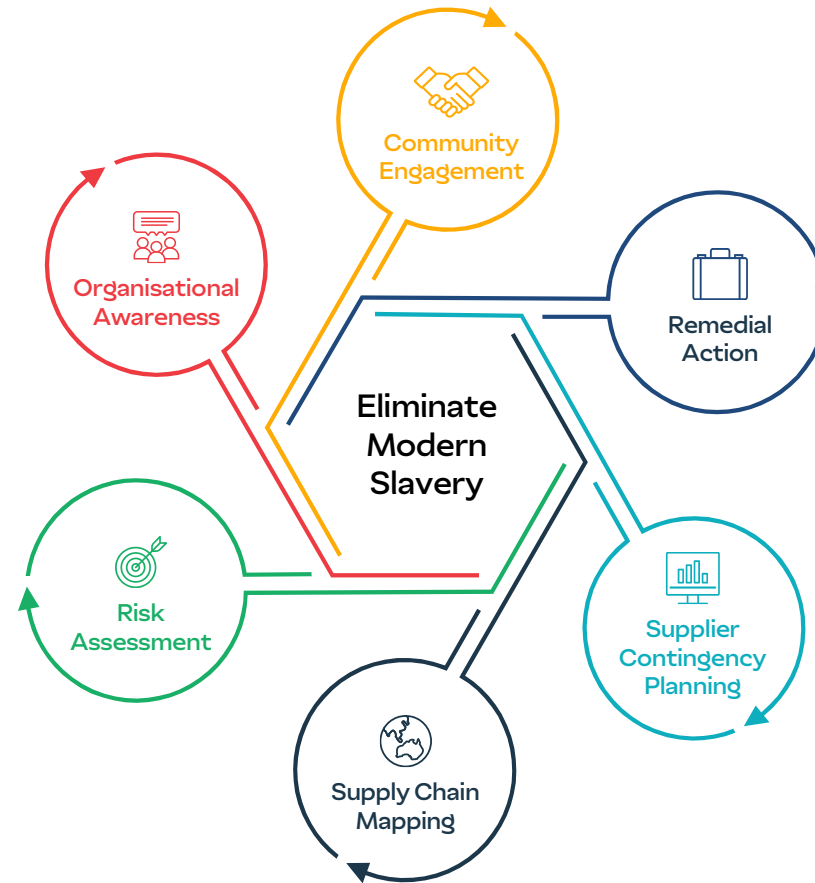 Community
Engagement
Organisational
Awareness
Remedial
Action
Eliminate
Modern
Slavery
Risk
Assessment
Supplier
Contingency
Planning
Supply Chain
Mapping